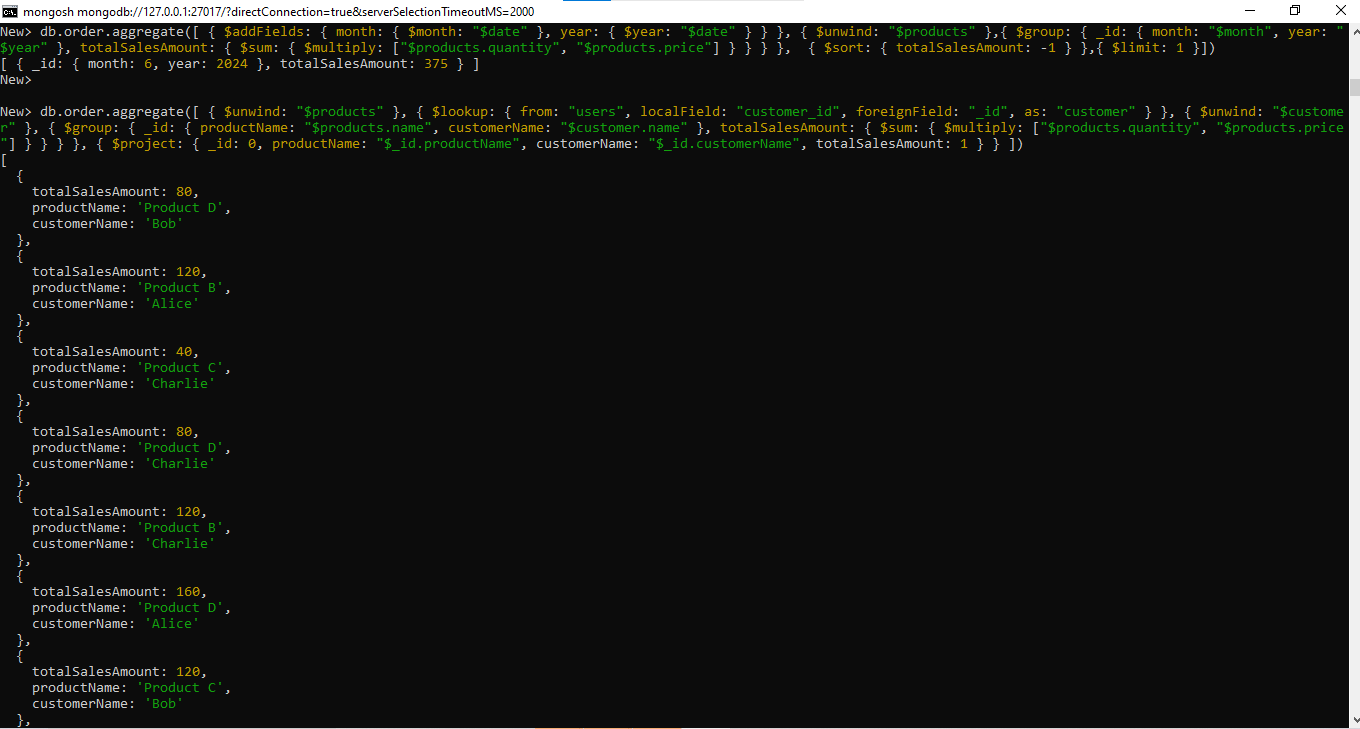 mongosh mongodb://127.0.0.1:27017/?directConnection=true&serverSelectionTimeoutMS=2000
New> db.order.aggregate([ { $addFields: { month: { $month: "$date" }, year: { $year: "$date" } } }, { $unwind: "$products" },{ $group: { _id: { month: "$month", year: "
$year" }, totalSalesAmount: { $sum: { $multiply: ["$products.quantity", "$products.price"] } } } },  { $sort: { totalSalesAmount: -1 } },{ $limit: 1 }])
[ { _id: { month: 6, year: 2024 }, totalSalesAmount: 375 } ]
New>
New> db.order.aggregate([ { $unwind: "$products" }, { $lookup: { from: "users", localField: "customer_id", foreignField: "_id", as: "customer" } }, { $unwind: "$custome
r" }, { $group: { _id: { productName: "$products.name", customerName: "$customer.name" }, totalSalesAmount: { $sum: { $multiply: ["$products.quantity", "$products.price
"] } } } }, { $project: { _id: 0, productName: "$_id.productName", customerName: "$_id.customerName", totalSalesAmount: 1 } } ])
[
  {
    totalSalesAmount: 80,
    productName: 'Product D',
    customerName: 'Bob'
  },
  {
    totalSalesAmount: 120,
    productName: 'Product B',
    customerName: 'Alice'
  },
  {
    totalSalesAmount: 40,
    productName: 'Product C',
    customerName: 'Charlie'
  },
  {
    totalSalesAmount: 80,
    productName: 'Product D',
    customerName: 'Charlie'
  },
  {
    totalSalesAmount: 120,
    productName: 'Product B',
    customerName: 'Charlie'
  },
  {
    totalSalesAmount: 160,
    productName: 'Product D',
    customerName: 'Alice'
  },
  {
    totalSalesAmount: 120,
    productName: 'Product C',
    customerName: 'Bob'
  },